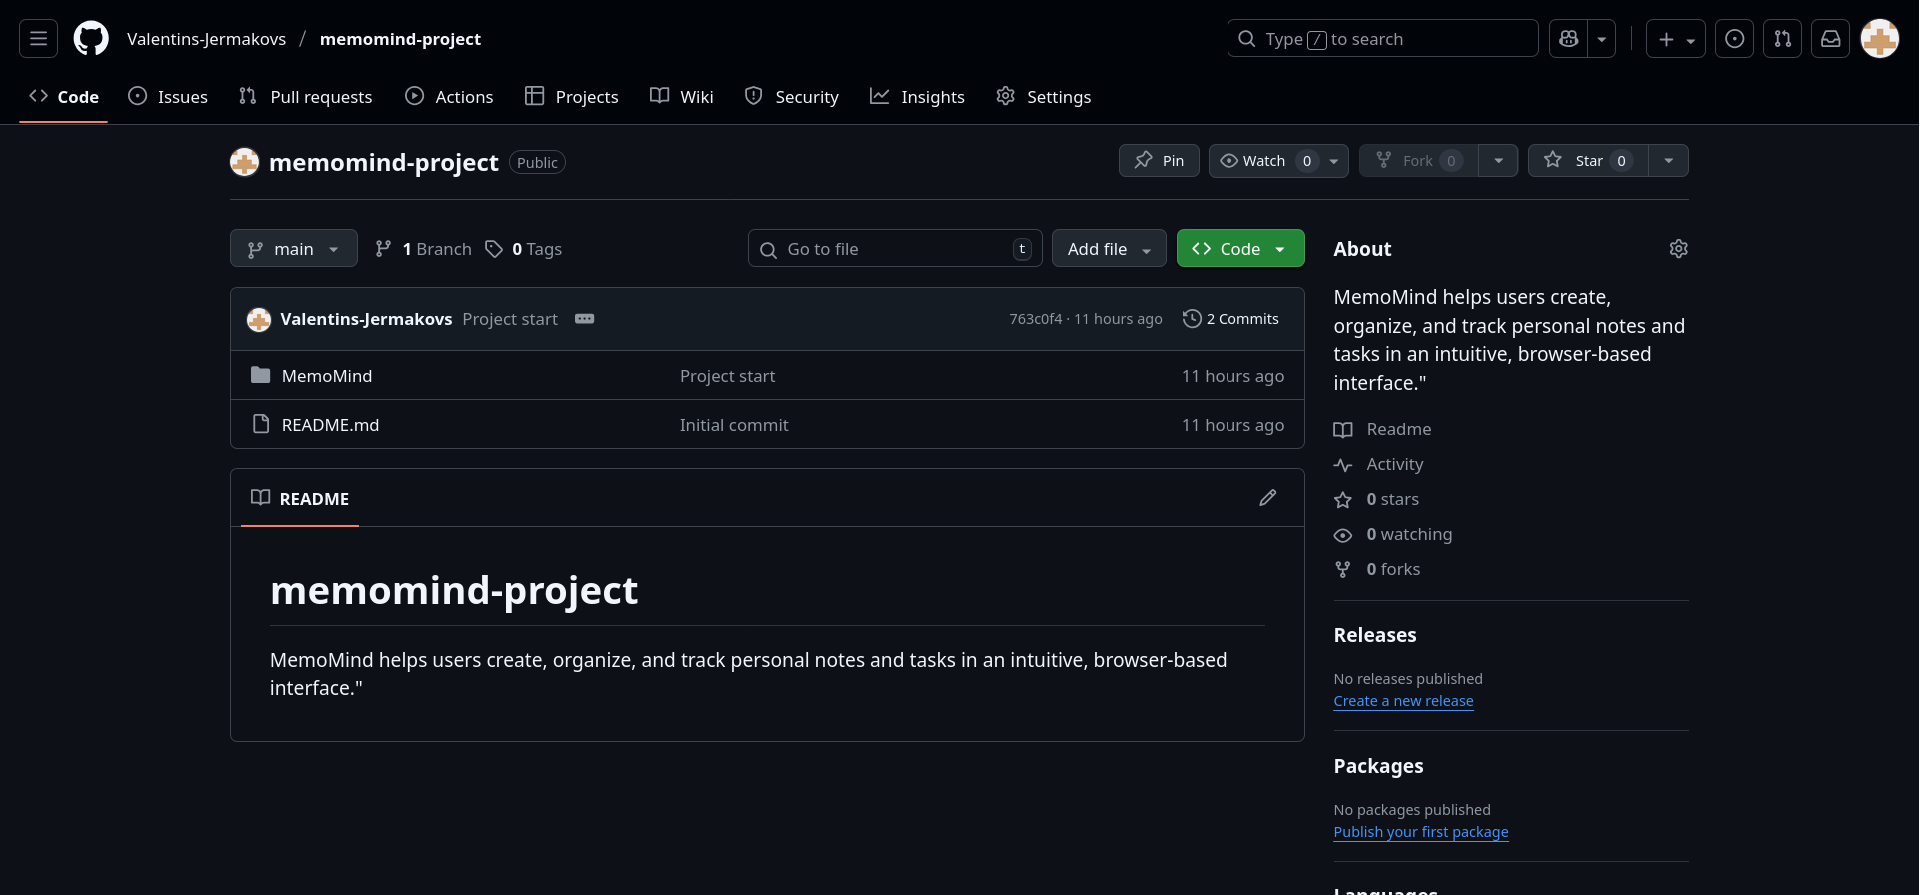 Valentins-Jermakovs / memomind-project
Type / to search
Code Issues Pull requests Actions Projects Wiki Security Insights Settings
memomind-project Public
Pin Watch 0 Fork 0 Star 0
main 1 Branch 0 Tags Go to file t Add file Code
Valentins-Jermakovs Project start 763c0f4 · 11 hours ago 2 Commits
MemoMind Project start 11 hours ago
README.md Initial commit 11 hours ago
README
memomind-project
MemoMind helps users create, organize, and track personal notes and tasks in an intuitive, browser-based
interface."
About
MemoMind helps users create,
organize, and track personal notes and
tasks in an intuitive, browser-based
interface."
Readme
Activity
0 stars
0 watching
0 forks
Releases
No releases published
Create a new release
Packages
No packages published
Publish your first package
Languages